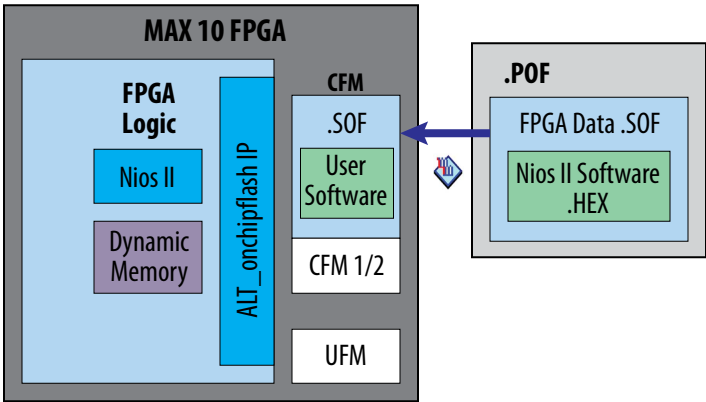 MAX 10 FPGA
FPGA
Logic
Nios II
Dynamic
Memory
ALT_onchipflash IP
CFM
.SOF
User
Software
CFM 1/2
UFM
.POF
FPGA Data .SOF
Nios II Software
.HEX